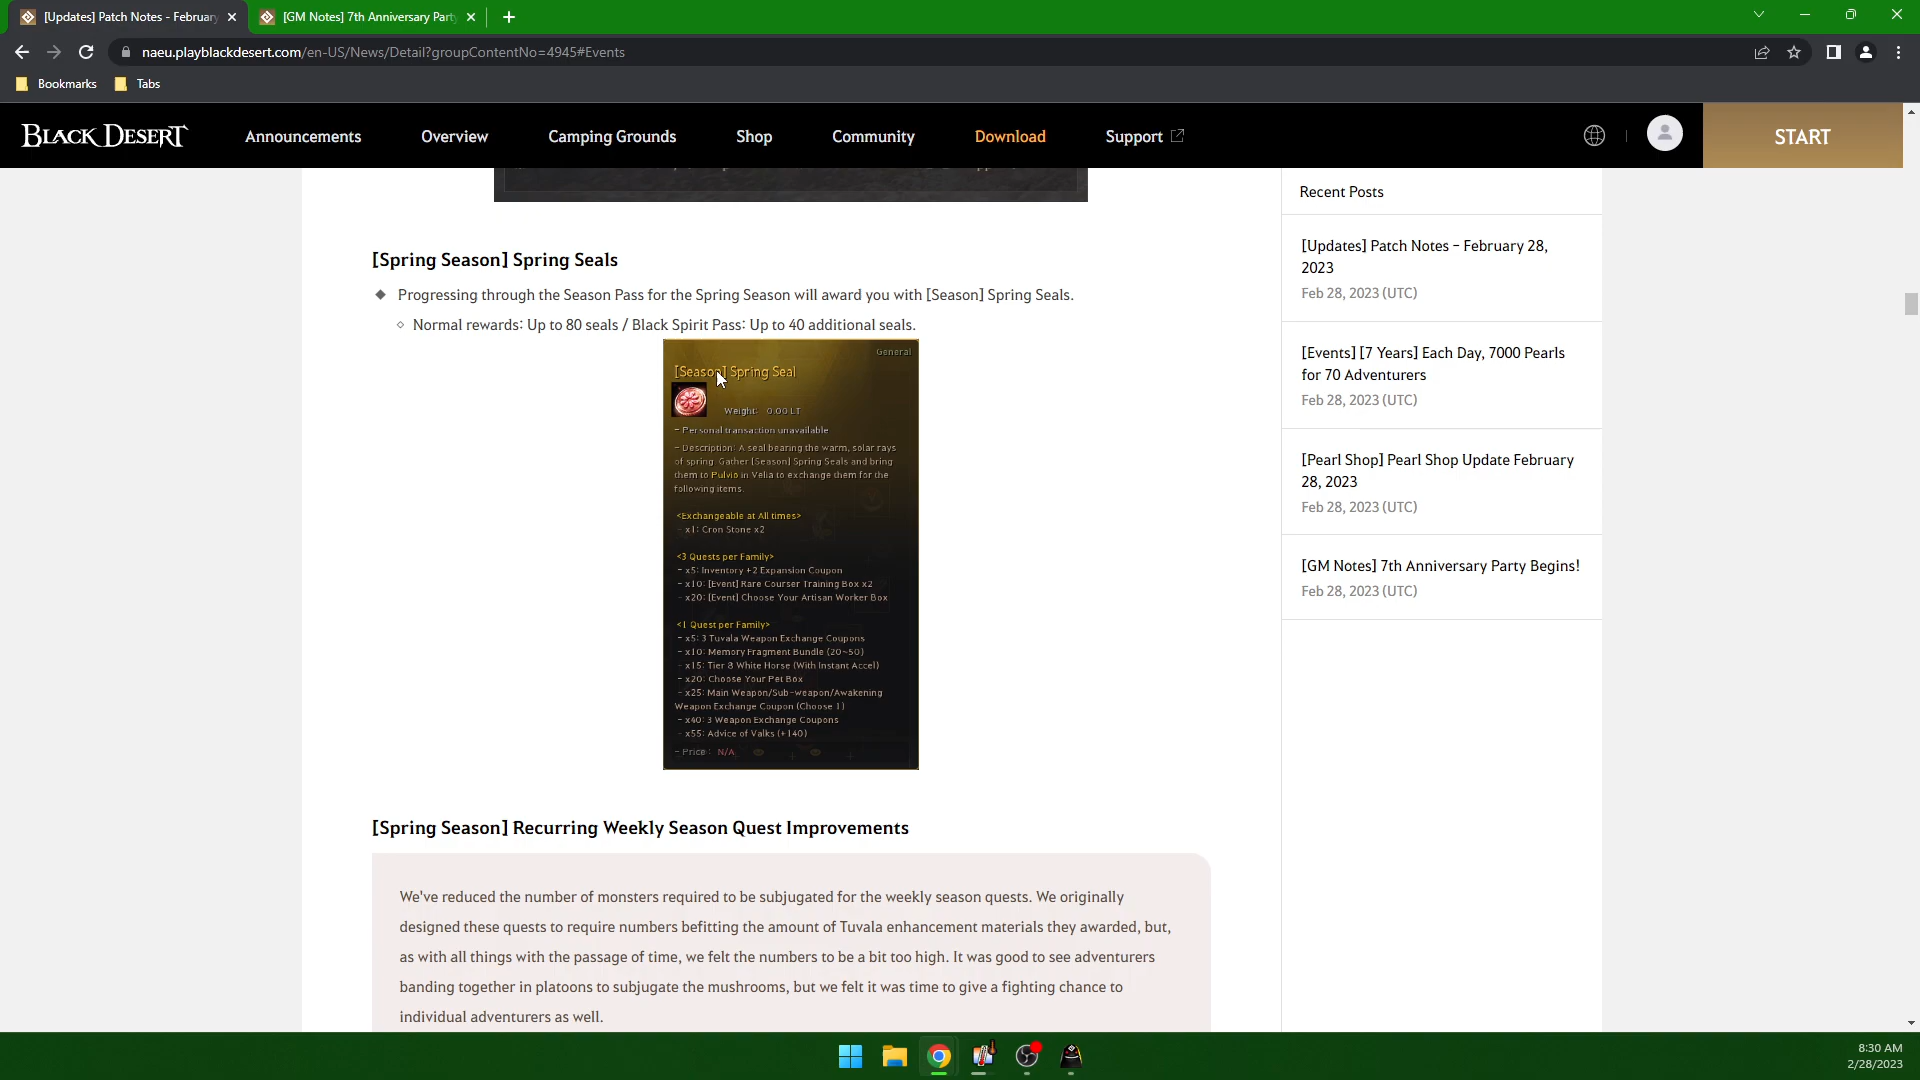 [Updates] Patch Notes - February
[GM Notes] 7th Anniversary Part
naeu.playblackdesert.com/en-US/News/Detail?groupContentNo=4945#Events
Bookmarks
Tabs
BLACK DESERT
Announcements
Overview
Camping Grounds
Shop
Community
Download
Support
START
[Spring Season] Spring Seals
Progressing through the Season Pass for the Spring Season will award you with [Season] Spring Seals.
Normal rewards: Up to 80 seals / Black Spirit Pass: Up to 40 additional seals.
General
[Season] Spring Seal
Weight: 0.00 LT
- Personal transaction unavailable
- Description: A seal bearing the warm, solar rays
of spring. Gather [Season] Spring Seals and bring
them to Pulvio in Velia to exchange them for the
following items.
<Exchangeable at All times>
- x1: Cron Stone x2
<3 Quests per Family>
- x5: Inventory +2 Expansion Coupon
- x10: [Event] Rare Courser Training Box x2
- x20: [Event] Choose Your Artisan Worker Box
<1 Quest per Family>
- x5: 3 Tuvala Weapon Exchange Coupons
- x10: Memory Fragment Bundle (20~50)
- x15: Tier 8 White Horse (With Instant Accel)
- x20: Choose Your Pet Box
- x25: Main Weapon/Sub-weapon/Awakening
Weapon Exchange Coupon (Choose 1)
- x40: 3 Weapon Exchange Coupons
- x55: Advice of Valks (+140)
- Price: N/A
[Spring Season] Recurring Weekly Season Quest Improvements
We've reduced the number of monsters required to be subjugated for the weekly season quests. We originally
designed these quests to require numbers befitting the amount of Tuvala enhancement materials they awarded, but,
as with all things with the passage of time, we felt the numbers to be a bit too high. It was good to see adventurers
banding together in platoons to subjugate the mushrooms, but we felt it was time to give a fighting chance to
individual adventurers as well.
Recent Posts
[Updates] Patch Notes - February 28,
2023
Feb 28, 2023 (UTC)
[Events] [7 Years] Each Day, 7000 Pearls
for 70 Adventurers
Feb 28, 2023 (UTC)
[Pearl Shop] Pearl Shop Update February
28, 2023
Feb 28, 2023 (UTC)
[GM Notes] 7th Anniversary Party Begins!
Feb 28, 2023 (UTC)
8:30 AM
2/28/2023